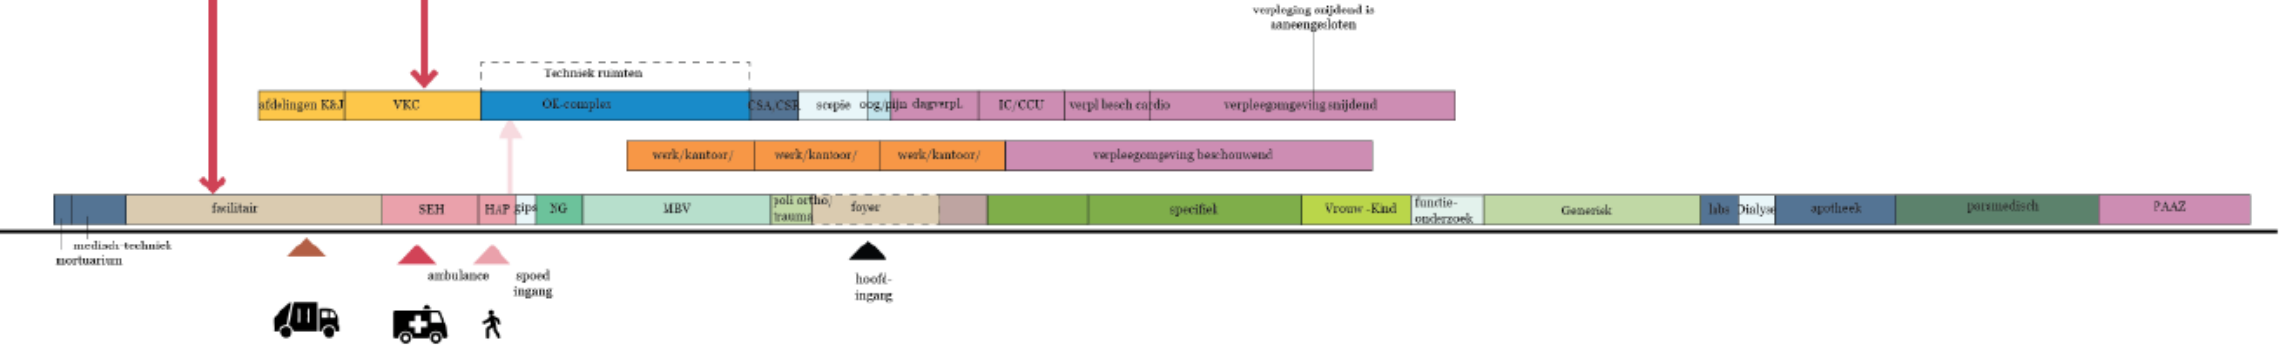 verpleging snijdend is
aaneengesloten
Techniek ruimten
afdelingen K&J VKC OK-complex CSA/CSR scopie oog/pijn dagverpl. IC/CCU verpl besch cardio verpleegomgeving snijdend
werk/kantoor/ werk/kantoor/ werk/kantoor/ verpleegomgeving beschouwend
facilitair SEH HAP gips NG MBV poli ortho/ foyer specifiek Vrouw -Kind functie- Generiek labs Dialyse apotheek paramedisch PAAZ
trauma onderzoek
medisch-techniek
mortuarium
ambulance spoed
ingang
hoofd-
ingang